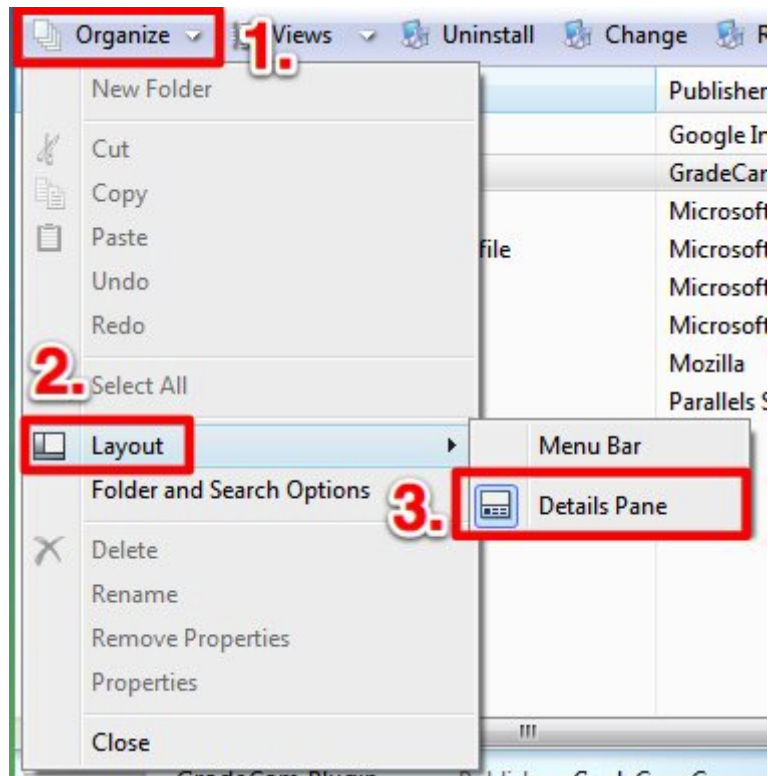 Organize Views Uninstall Change
1.
New Folder
Publisher
Cut
Google
Copy
Paste
file
Microsoft
Undo
Microsoft
Redo
Microsoft
Microsoft
2.
Select All
Mozilla
Parallels
Layout
Menu Bar
Folder and Search Options
3.
Details Pane
Delete
Rename
Remove Properties
Properties
Close